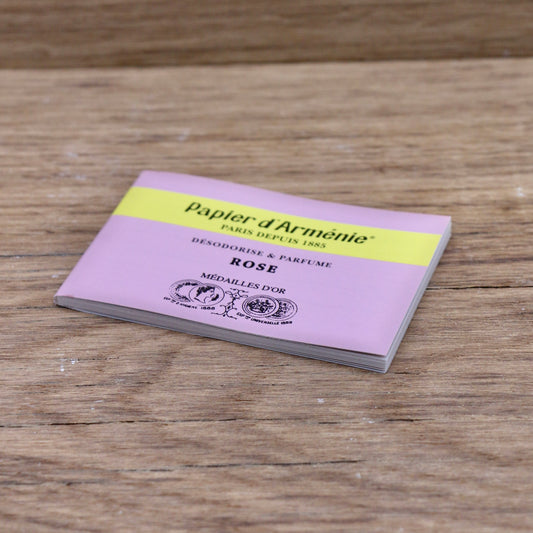 Papier d'Arménie®
PARIS DEPUIS 1885
DÉSODORISE & PARFUME
ROSE
MÉDAILLES D'OR